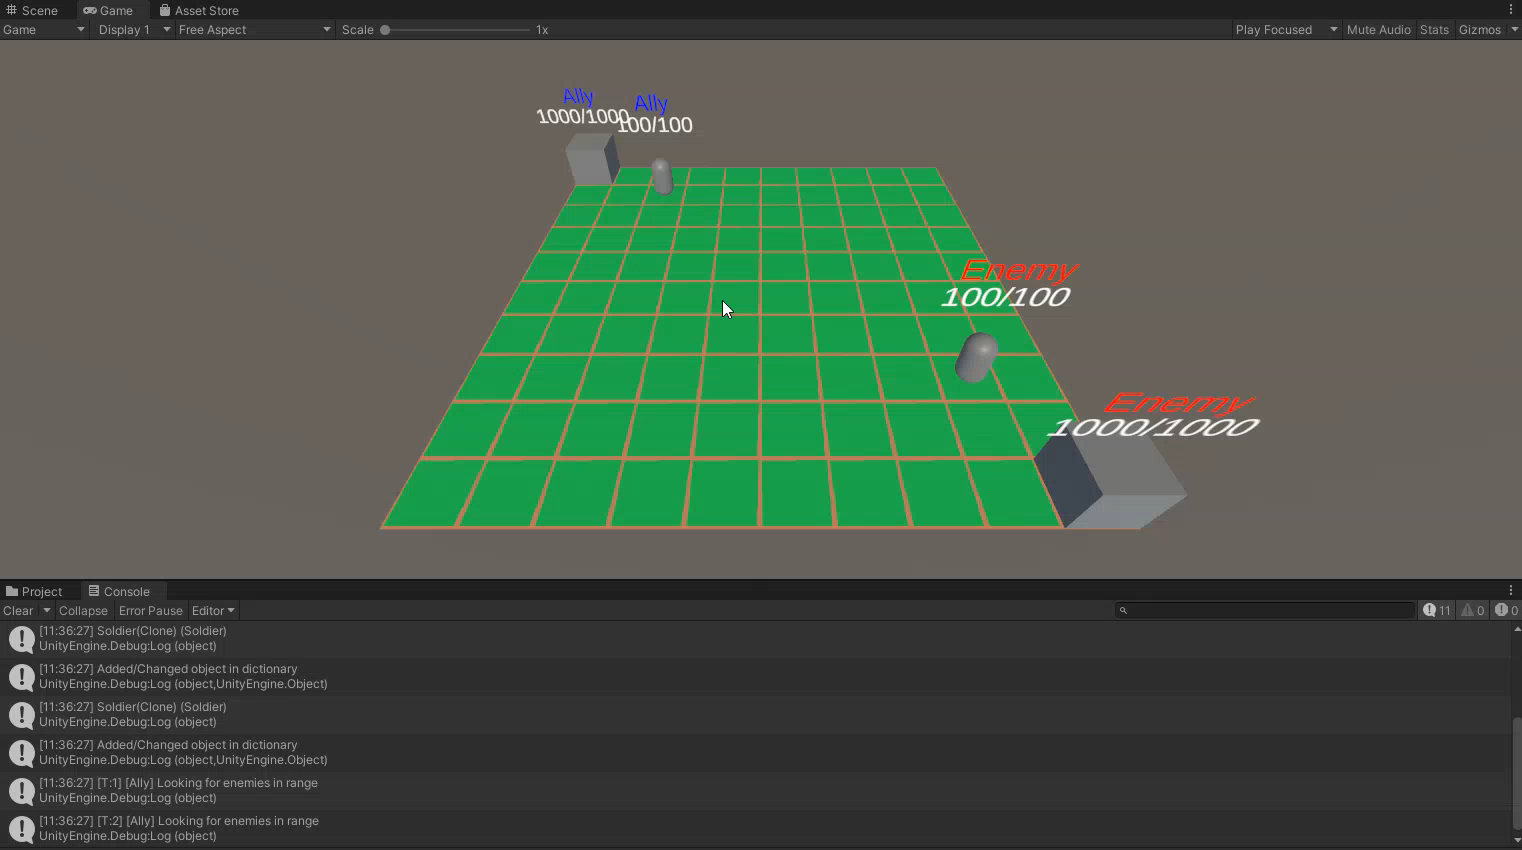 Scene Game Asset Store
Game Display 1 Free Aspect Scale 1x Play Focused Mute Audio Stats Gizmos
Ally
1000/1000
Ally
100/100
Enemy
100/100
Enemy
1000/1000
Project Console
Clear Collapse Error Pause Editor 11 0 0
[11:36:27] Soldier(Clone) (Soldier)
UnityEngine.Debug:Log (object)
[11:36:27] Added/Changed object in dictionary
UnityEngine.Debug:Log (object,UnityEngine.Object)
[11:36:27] Soldier(Clone) (Soldier)
UnityEngine.Debug:Log (object)
[11:36:27] Added/Changed object in dictionary
UnityEngine.Debug:Log (object,UnityEngine.Object)
[11:36:27] [T:1] [Ally] Looking for enemies in range
UnityEngine.Debug:Log (object)
[11:36:27] [T:2] [Ally] Looking for enemies in range
UnityEngine.Debug:Log (object)